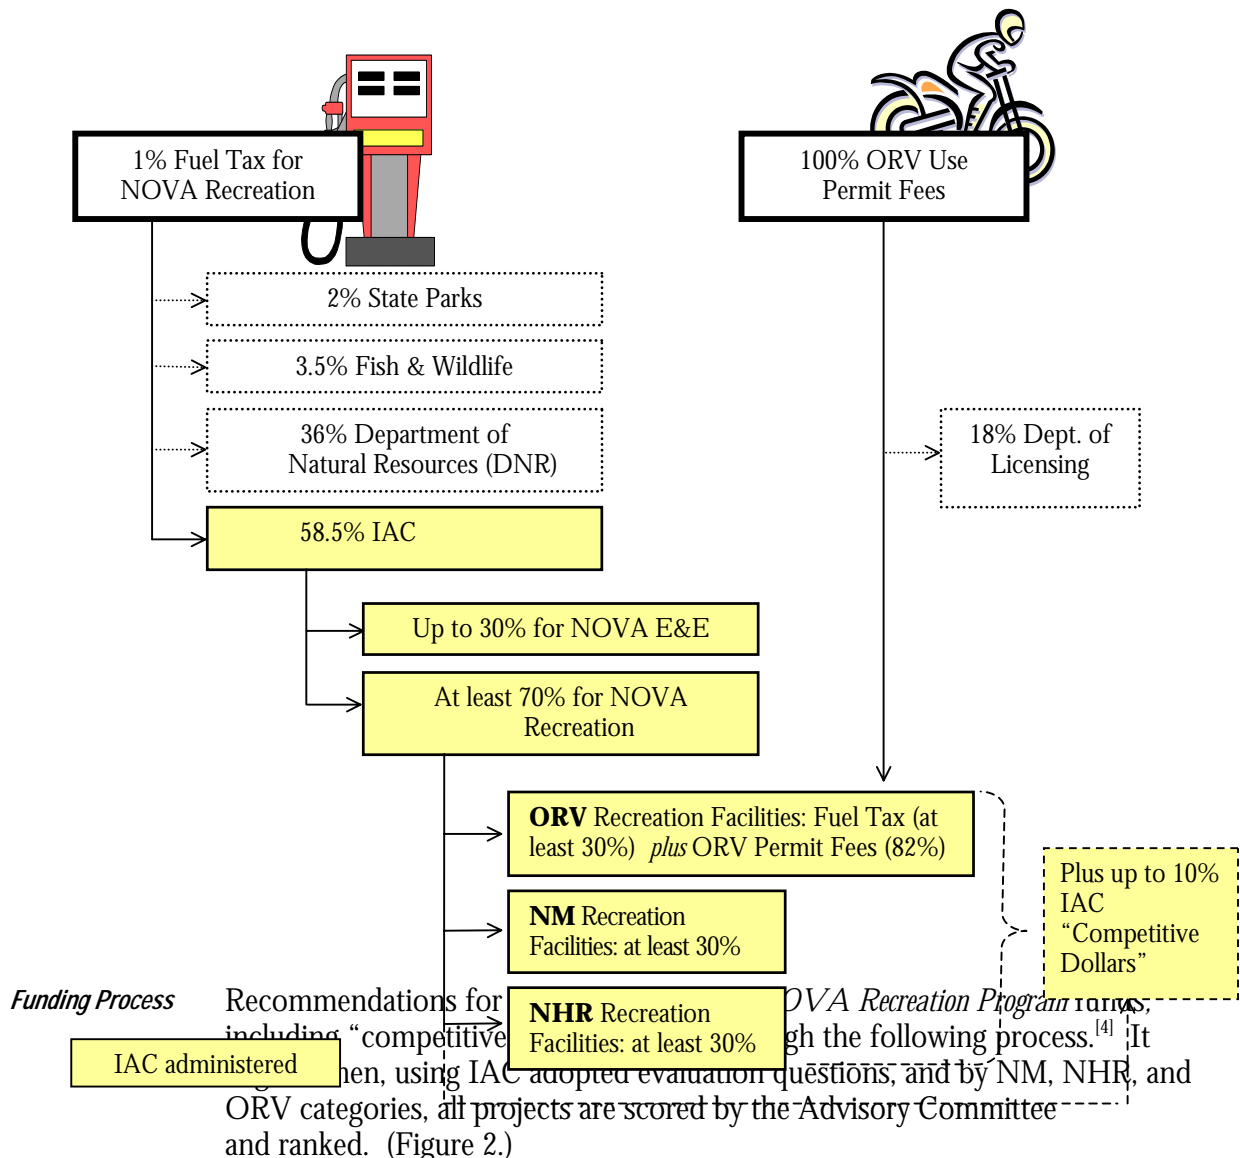 1% Fuel Tax for
NOVA Recreation
100% ORV Use
Permit Fees
2% State Parks
3.5% Fish & Wildlife
36% Department of
Natural Resources (DNR)
18% Dept. of
Licensing
58.5% IAC
Up to 30% for NOVA E&E
At least 70% for NOVA
Recreation
ORV Recreation Facilities: Fuel Tax (at
least 30%) plus ORV Permit Fees (82%)
Plus up to 10%
IAC
“Competitive
Dollars”
NM Recreation
Facilities: at least 30%
NHR Recreation
Facilities: at least 30%
IAC administered
Funding Process
Recommendations for OVA Recreation Program funds,
including “competitive the following process.[4] It
using IAC adopted evaluation questions, and by NM, NHR, and
ORV categories, all projects are scored by the Advisory Committee
and ranked. (Figure 2.)